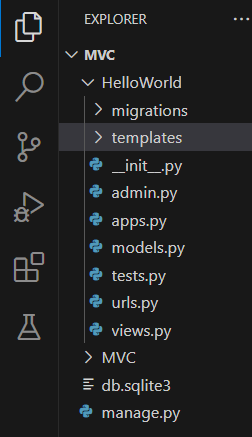 EXPLORER ...
MVC
HelloWorld
migrations
templates
__init__.py
admin.py
apps.py
models.py
tests.py
urls.py
views.py
MVC
db.sqlite3
manage.py